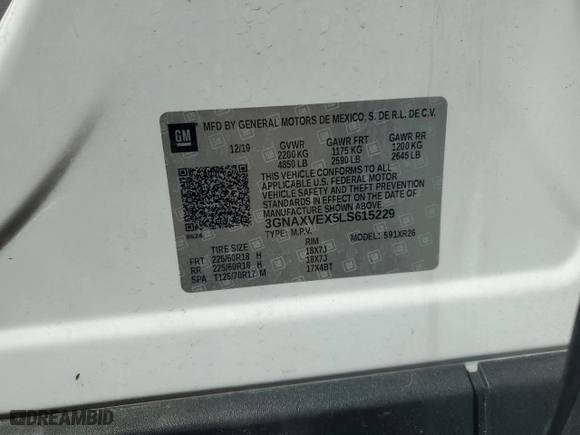 GM
MFD BY GENERAL MOTORS DE MEXICO, S. DE R.L. DE C.V.
12/19 GVWR GAWR FRT GAWR RR
2200 KG 1175 KG 1200 KG
4850 LB 2590 LB 2645 LB
THIS VEHICLE CONFORMS TO ALL
APPLICABLE U.S. FEDERAL MOTOR
VEHICLE SAFETY AND THEFT PREVENTION
STANDARDS IN EFFECT ON THE DATE OF
MANUFACTURE SHOWN ABOVE.
3GNAXVEX5LS615229
TYPE: M.P.V. MODEL: 591XR26
8624
TIRE SIZE RIM
FRT 225/60R18 H 18X7J
RR 225/60R18 H 18X7J
SPA T125/70R17 M 17X4BT
DREAMBID